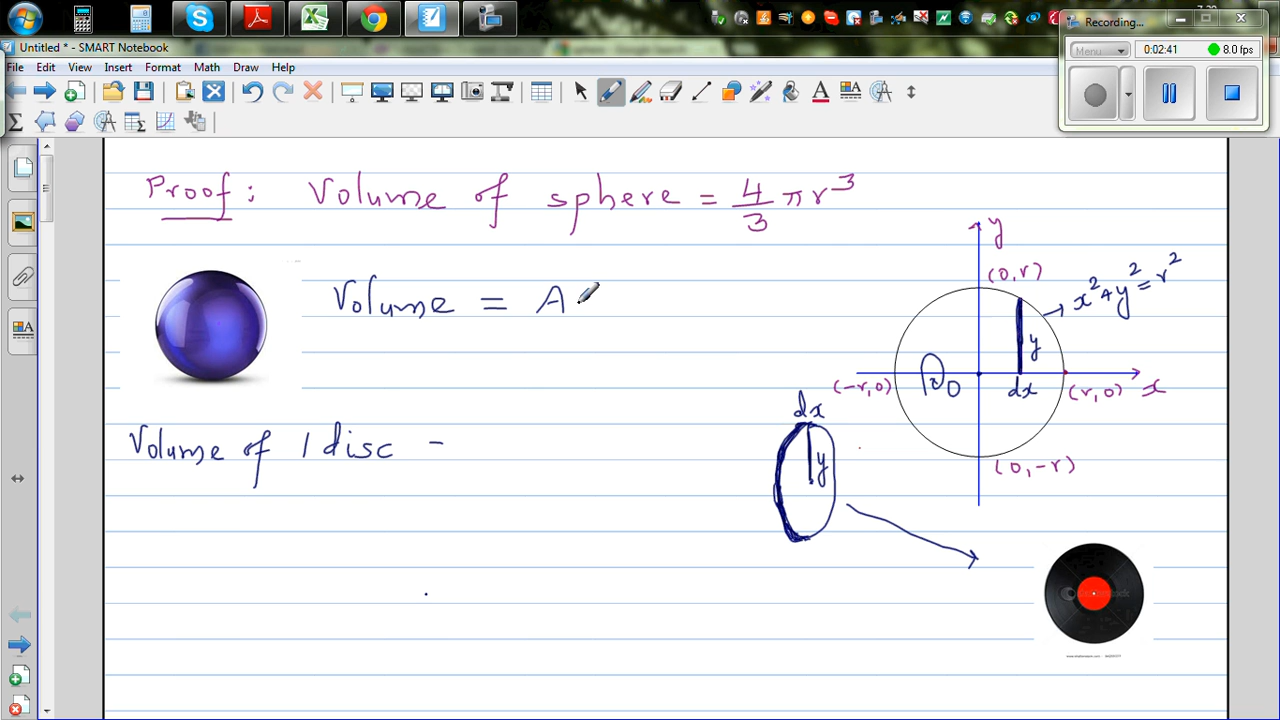 Recording...
Untitled * - SMART Notebook
Menu
0:02:41
8.0 fps
File Edit View Insert Format Math Draw Help
Proof: Volume of sphere = 4/3 πr³
y
(0,r)
x²+y²=r²
Volume = A
y
(-r,0)
0
dx
(r,0)
x
dx
Volume of 1 disc -
y
(0,-r)